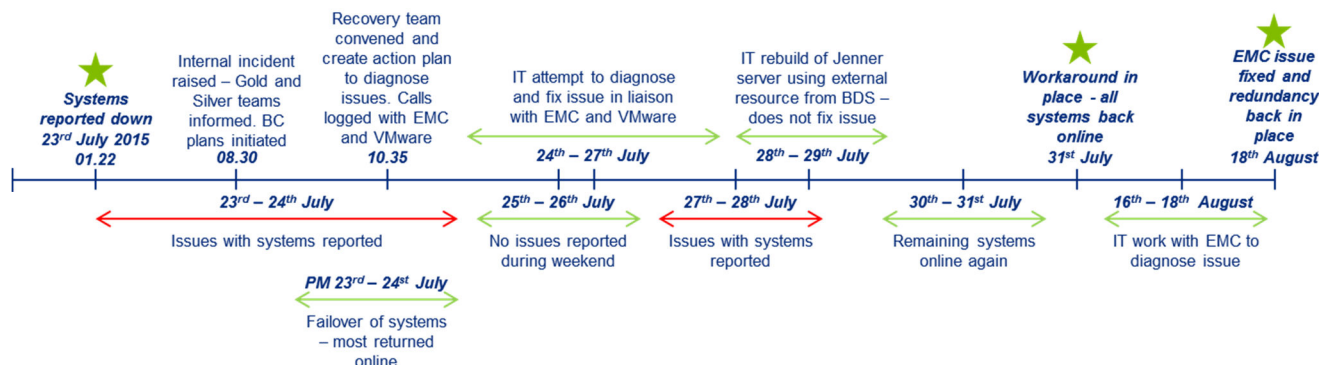 Systems
reported down
23rd July 2015
01.22
Internal incident
raised – Gold and
Silver teams
informed. BC
plans initiated
08.30
Recovery team
convened and
create action plan
to diagnose
issues. Calls
logged with EMC
and VMware
10.35
IT attempt to diagnose
and fix issue in liaison
with EMC and VMware
24th – 27th July
IT rebuild of Jenner
server using external
resource from BDS –
does not fix issue
28th – 29th July
Workaround in
place - all
systems back
online
31st July
EMC issue
fixed and
redundancy
back in
place
18th August
23rd – 24th July
Issues with systems reported
PM 23rd – 24st July
Failover of systems
– most returned
online
25th – 26th July
No issues reported
during weekend
27th – 28th July
Issues with systems
reported
30th – 31st July
Remaining systems
online again
16th – 18th August
IT work with EMC to
diagnose issue